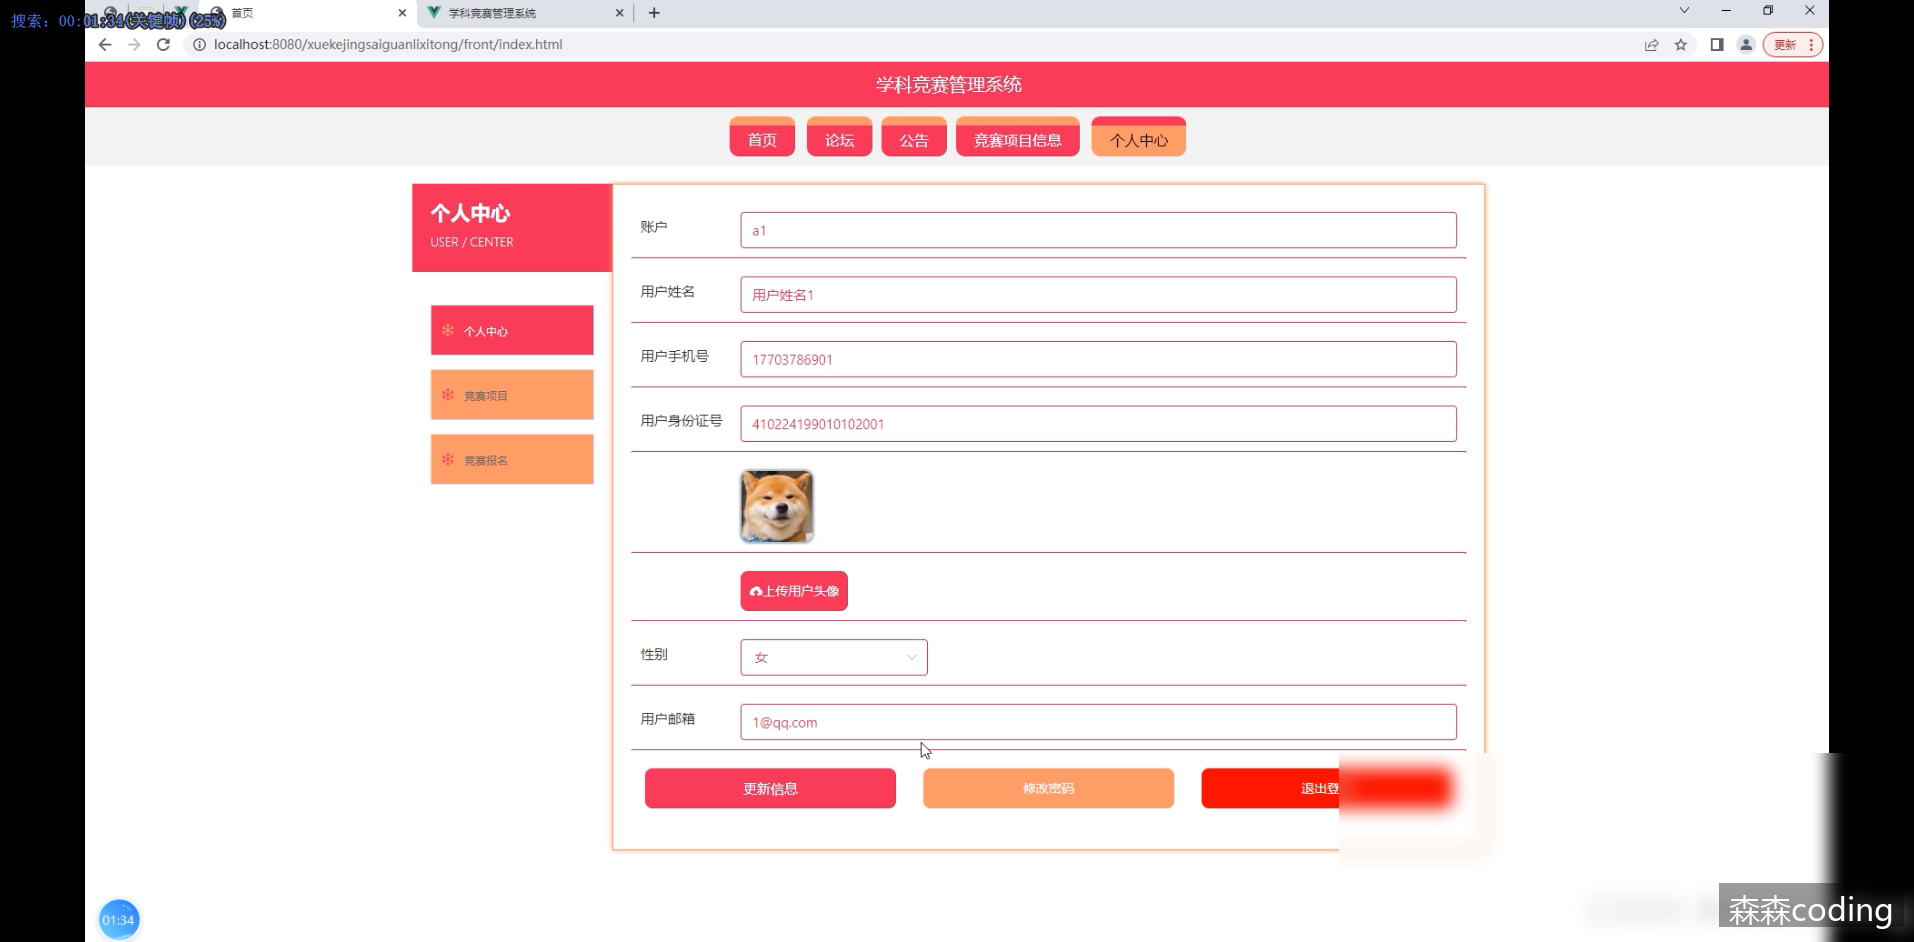 搜索: 00:01:34(关键帧)(25%)
首页
学科竞赛管理系统
localhost:8080/xuekejingsaiguanlixitong/front/index.html
更新
学科竞赛管理系统
首页
论坛
公告
竞赛项目信息
个人中心
个人中心
USER / CENTER
个人中心
竞赛项目
竞赛报名
账户
a1
用户姓名
用户姓名1
用户手机号
17703786901
用户身份证号
410224199010102001
上传用户头像
性别
女
用户邮箱
1@qq.com
更新信息
修改密码
退出登
01:34
森森coding